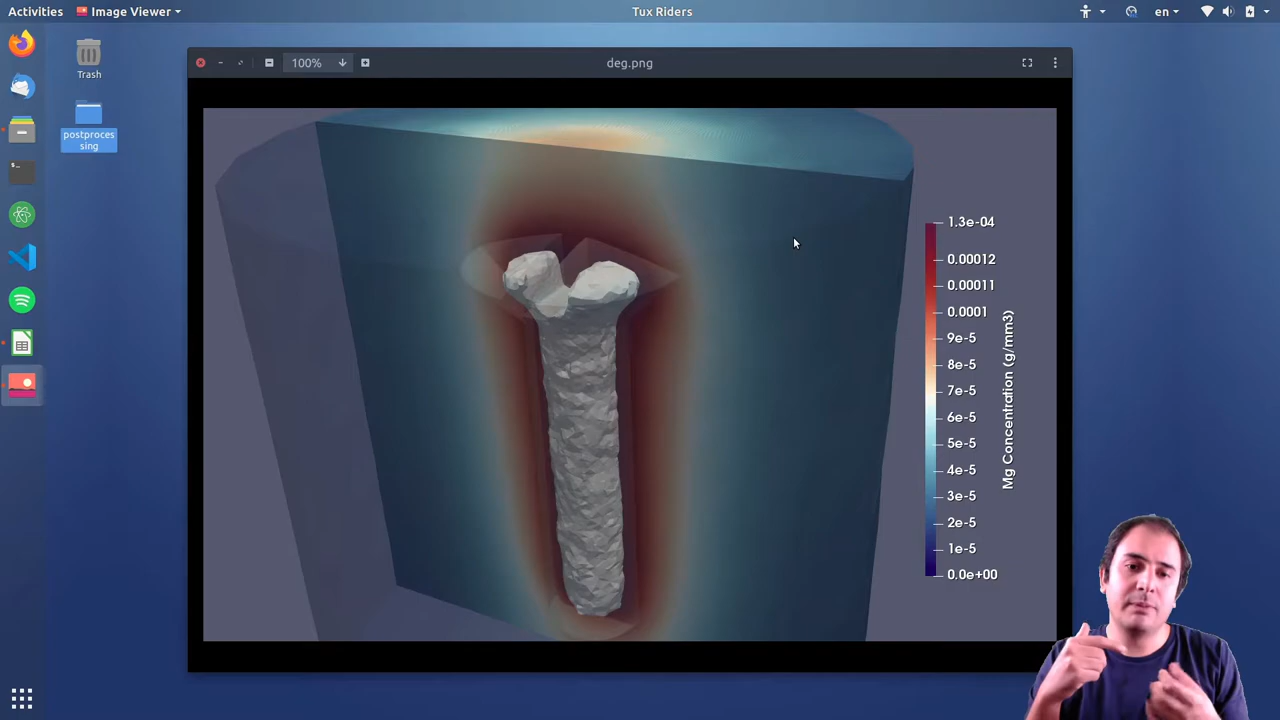 Activities
Image Viewer
Tux Riders
en
100%
deg.png
Trash
postproces
sing
1.3e-04
0.00012
0.00011
0.0001
9e-5
8e-5
7e-5
6e-5
5e-5
4e-5
3e-5
2e-5
1e-5
0.0e+00
Mg Concentration (g/mm3)